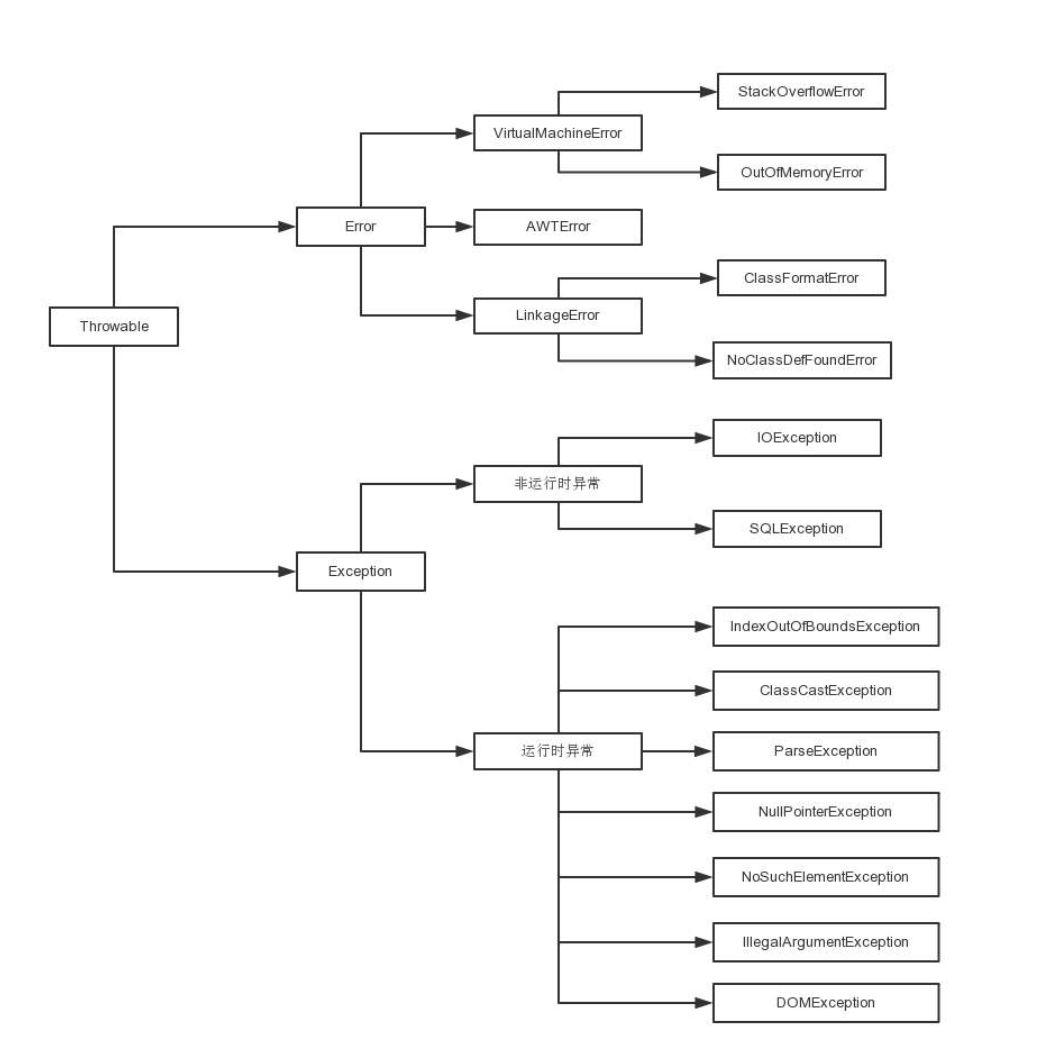 Throwable
Error
VirtualMachineError
StackOverflowError
OutOfMemoryError
AWTError
LinkageError
ClassFormatError
NoClassDefFoundError
Exception
非运行时异常
IOException
SQLException
运行时异常
IndexOutOfBoundsException
ClassCastException
ParseException
NullPointerException
NoSuchElementException
IllegalArgumentException
DOMException